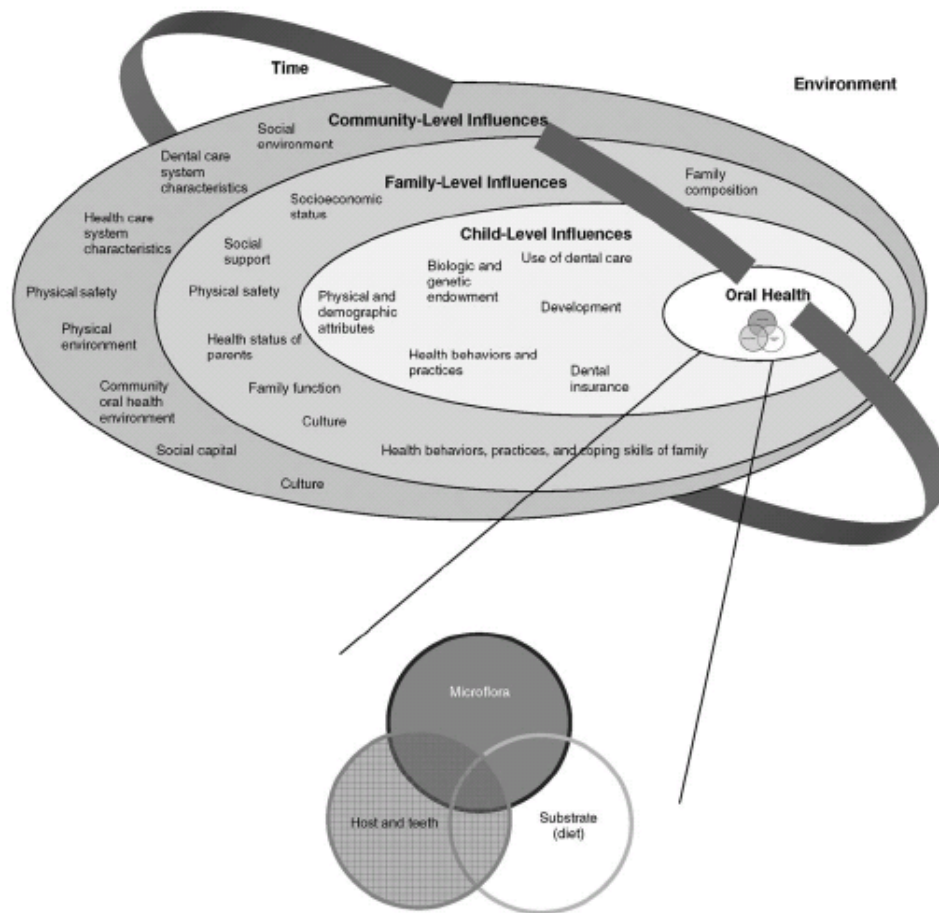 Time
Environment
Community-Level Influences
Social
environment
Dental care
system
characteristics
Family-Level Influences
Family
composition
Socioeconomic
status
Health care
system
characteristics
Child-Level Influences
Social
support
Use of dental care
Biologic and
genetic
endowment
Physical safety
Physical safety
Physical and
demographic
attributes
Development
Oral Health
Physical
environment
Health status of
parents
Health behaviors and
practices
Dental
insurance
Community
oral health
environment
Family function
Culture
Social capital
Health behaviors, practices, and coping skills of family
Culture
Microflora
Host and teeth
Substrate
(diet)